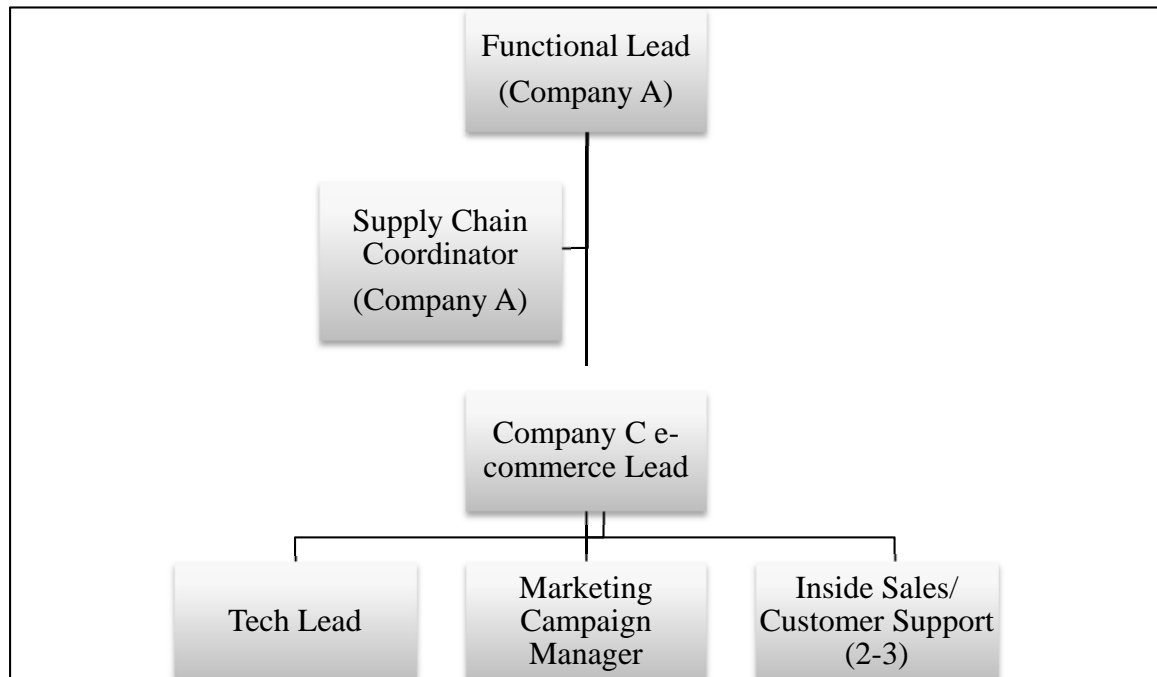 Functional Lead
(Company A)
Supply Chain
Coordinator
(Company A)
Company C e-
commerce Lead
Tech Lead
Marketing
Campaign
Manager
Inside Sales/
Customer Support
(2-3)